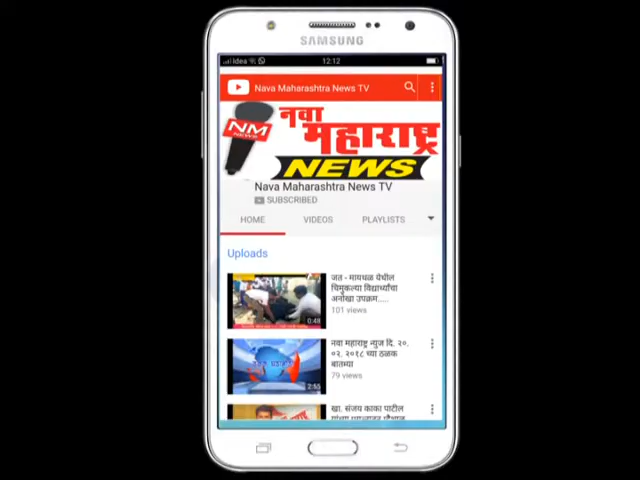 SAMSUNG
Idea
12:12
Nava Maharashtra News TV
NM
NEWS
नवा
महाराष्ट्र
NEWS
Nava Maharashtra News TV
SUBSCRIBED
HOME VIDEOS PLAYLISTS
Uploads
जत - मायथळ येथील
चिमुकल्या विद्यार्थ्यांचा
अनोखा उपक्रम.....
101 views
0:48
नवा महाराष्ट्र न्युज दि. २०.
०२. २०१८ च्या ठळक
बातम्या
79 views
2:55
खा. संजय काका पाटील